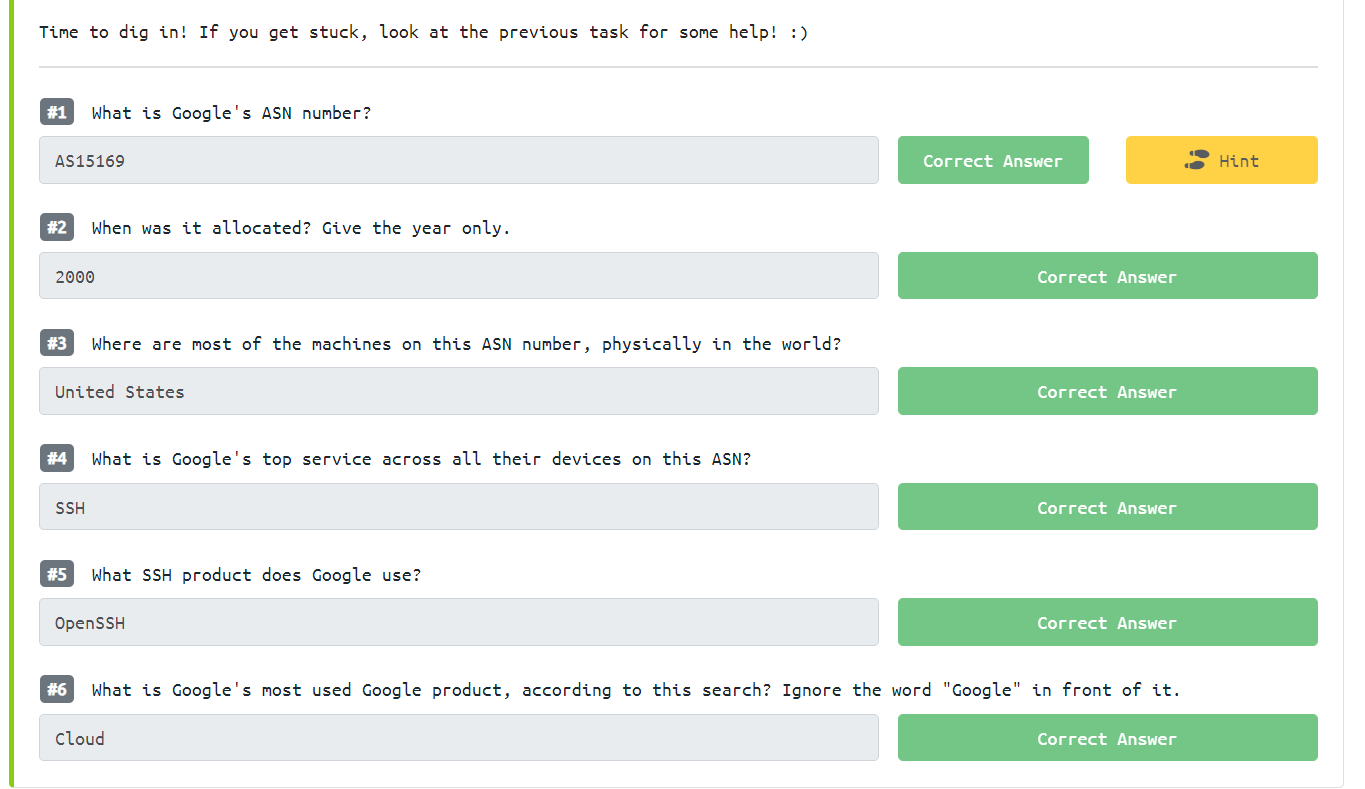 Time to dig in! If you get stuck, look at the previous task for some help! :)
#1 What is Google's ASN number?
AS15169 Correct Answer Hint
#2 When was it allocated? Give the year only.
2000 Correct Answer
#3 Where are most of the machines on this ASN number, physically in the world?
United States Correct Answer
#4 What is Google's top service across all their devices on this ASN?
SSH Correct Answer
#5 What SSH product does Google use?
OpenSSH Correct Answer
#6 What is Google's most used Google product, according to this search? Ignore the word "Google" in front of it.
Cloud Correct Answer